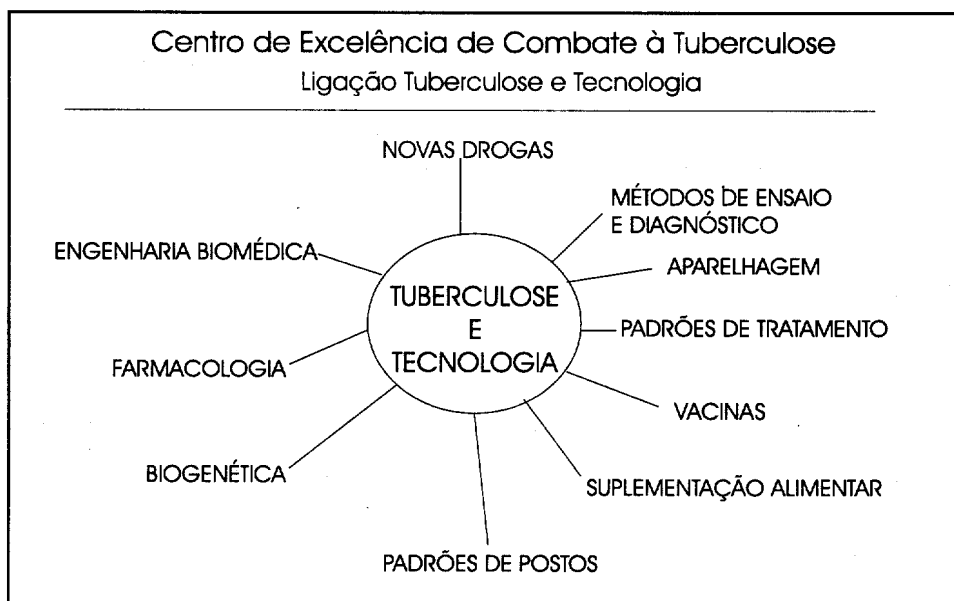 Centro de Excelência de Combate à Tuberculose
Ligação Tuberculose e Tecnologia
NOVAS DROGAS
MÉTODOS DE ENSAIO
E DIAGNÓSTICO
ENGENHARIA BIOMÉDICA
APARELHAGEM
TUBERCULOSE
E
TECNOLOGIA
PADRÕES DE TRATAMENTO
FARMACOLOGIA
VACINAS
BIOGENÉTICA
SUPLEMENTAÇÃO ALIMENTAR
PADRÕES DE POSTOS